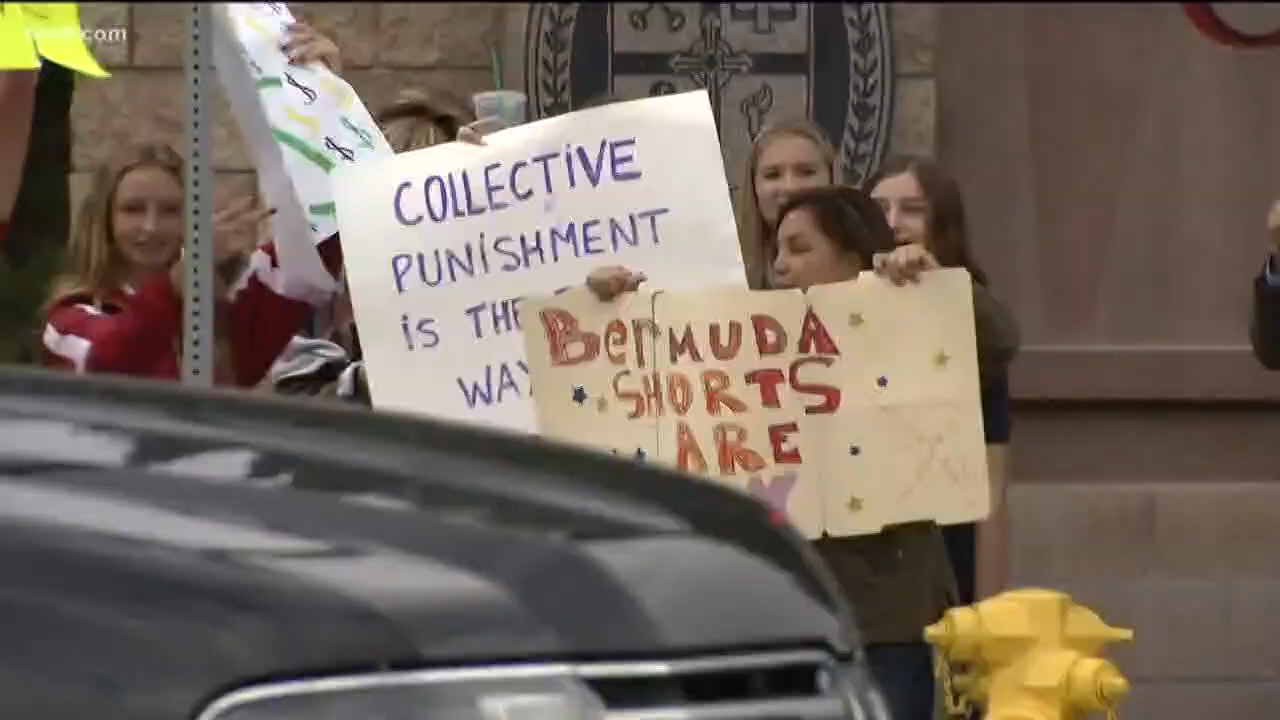 COLLECTIVE
PUNISHMENT
IS THE
WAY
BERMUDA
SHORTS
ARE